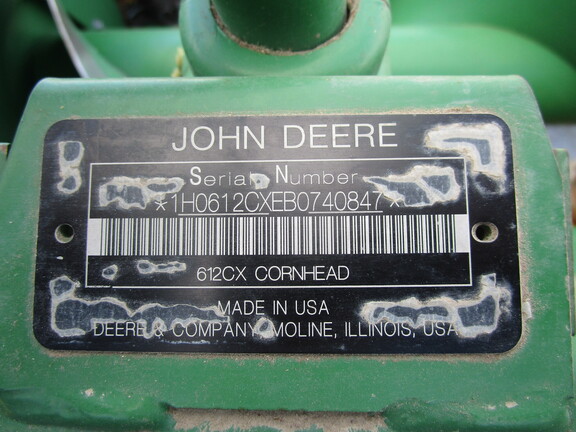 JOHN DEERE
Serial Number
*1H0612CXEB0740847*
612CX CORNHEAD
MADE IN USA
DEERE & COMPANY MOLINE, ILLINOIS, USA